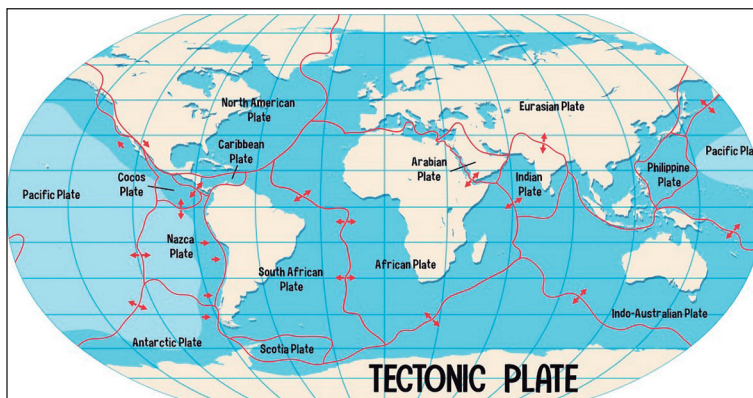 North American
Plate
Eurasian Plate
Caribbean
Plate
Arabian
Plate
Cocos
Plate
Indian
Plate
Philippine
Plate
Pacific Pla
Pacific Plate
Nazca
Plate
South African
Plate
African Plate
Indo-Australian Plate
Antarctic Plate
Scotia Plate
TECTONIC PLATE